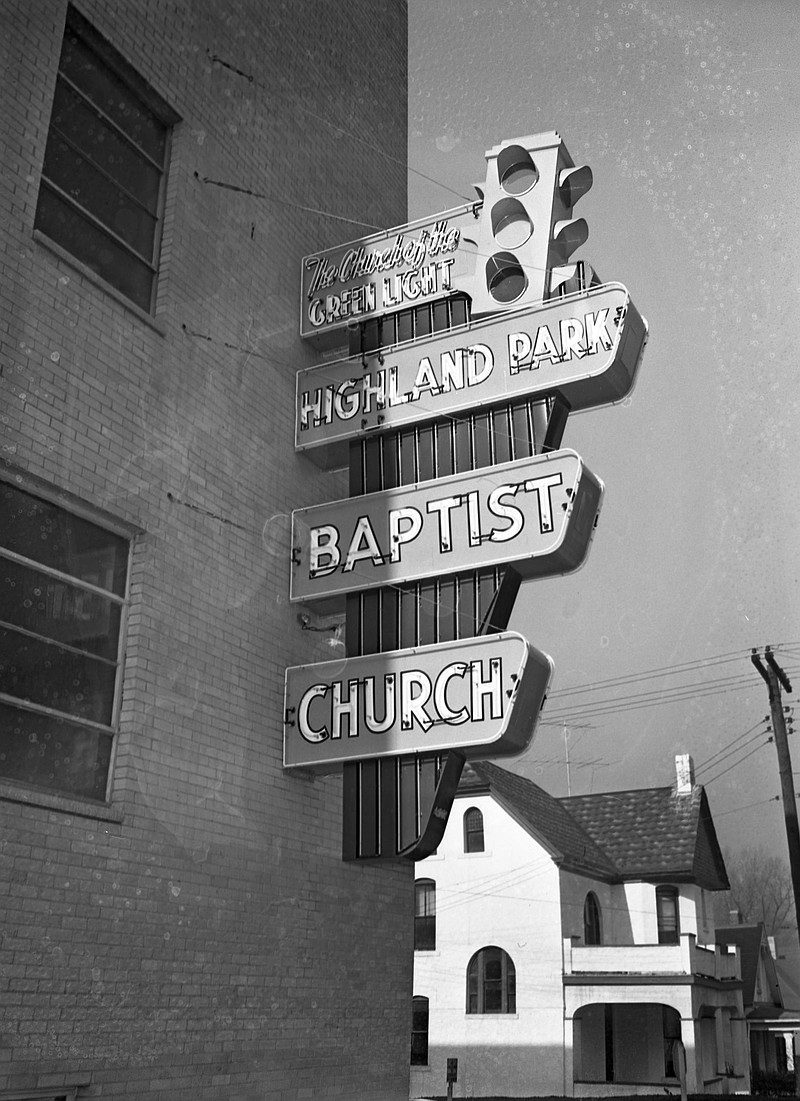 The Church of the
GREEN LIGHT
HIGHLAND PARK
BAPTIST
CHURCH